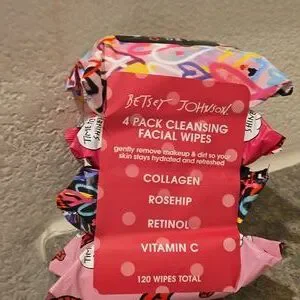 BETSEY JOHNSON
4 PACK CLEANSING
FACIAL WIPES
gently remove makeup & dirt so your
skin stays hydrated and refreshed
COLLAGEN
ROSEHIP
RETINOL
VITAMIN C
120 WIPES TOTAL